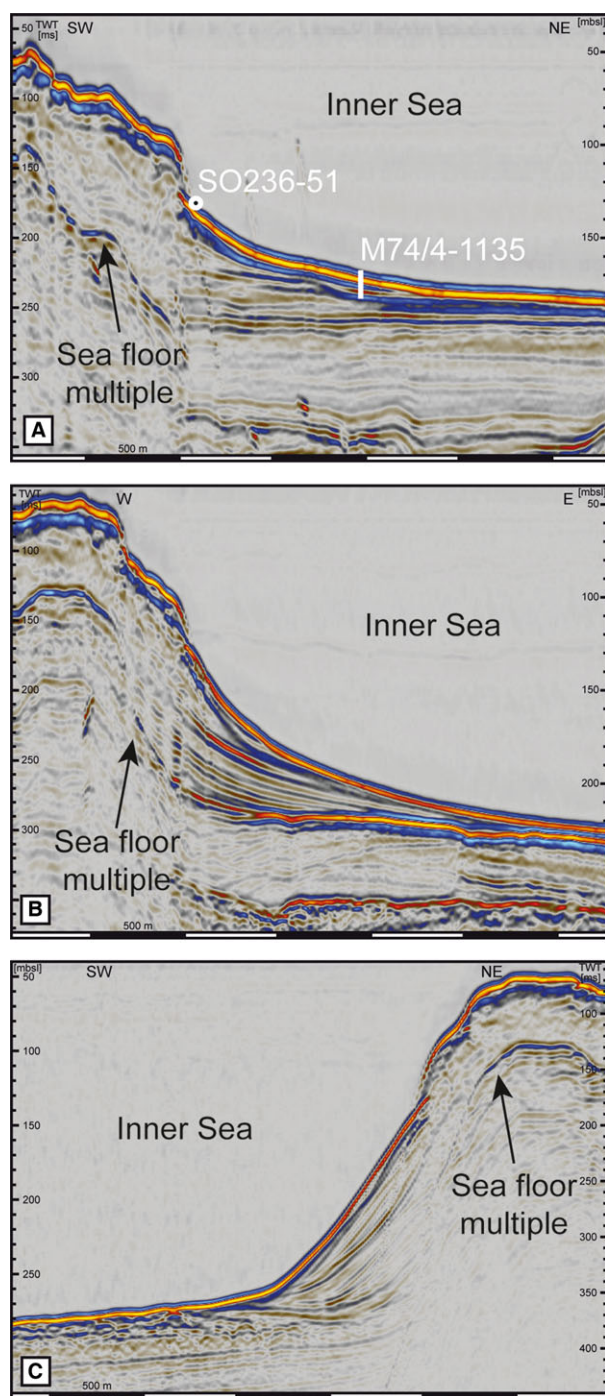 TWT [ms] SW NE [mbsl]
50
50
Inner Sea
100
100
150
SO236-51
M74/4-1135
200
150
250
Sea floor
multiple
300
200
A
500 m
TWT [ms] W E [mbsl]
50
100
Inner Sea
100
150
150
200
250
200
Sea floor
multiple
300
B
500 m
[mbsl] SW NE TWT [ms]
50
100
100
150
Inner Sea
150
200
Sea floor
multiple
200
250
300
250
350
400
C
500 m